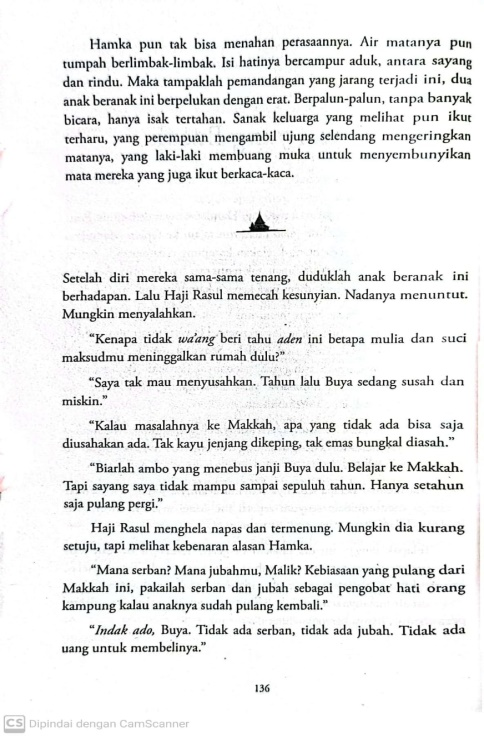 Hamka pun tak bisa menahan perasaannya. Air matanya pun
tumpah berlimbak-limbak. Isi hatinya bercampur aduk, antara sayang
dan rindu. Maka tampaklah pemandangan yang jarang terjadi ini, dua
anak beranak ini berpelukan dengan erat. Berpalun-palun, tanpa banyak
bicara, hanya isak tertahan. Sanak keluarga yang melihat pun ikut
terharu, yang perempuan mengambil ujung selendang mengeringkan
matanya, yang laki-laki membuang muka untuk menyembunyikan
mata mereka yang juga ikut berkaca-kaca.
Setelah diri mereka sama-sama tenang, duduklah anak beranak ini
berhadapan. Lalu Haji Rasul memecah kesunyian. Nadanya menuntut.
Mungkin menyalahkan.
“Kenapa tidak wa’ang beri tahu aden ini betapa mulia dan suci
maksudmu meninggalkan rumah dulu?”
“Saya tak mau menyusahkan. Tahun lalu Buya sedang susah dan
miskin.”
“Kalau masalahnya ke Makkah, apa yang tidak ada bisa saja
diusahakan ada. Tak kayu jenjang dikeping, tak emas bungkal diasah.”
“Biarlah ambo yang menebus janji Buya dulu. Belajar ke Makkah.
Tapi sayang saya tidak mampu sampai sepuluh tahun. Hanya setahun
saja pulang pergi.”
Haji Rasul menghela napas dan termenung. Mungkin dia kurang
setuju, tapi melihat kebenaran alasan Hamka.
“Mana serban? Mana jubahmu, Malik? Kebiasaan yang pulang dari
Makkah ini, pakailah serban dan jubah sebagai pengobat hati orang
kampung kalau anaknya sudah pulang kembali.”
“Indak ado, Buya. Tidak ada serban, tidak ada jubah. Tidak ada
uang untuk membelinya.”
136
CS Dipindai dengan CamScanner